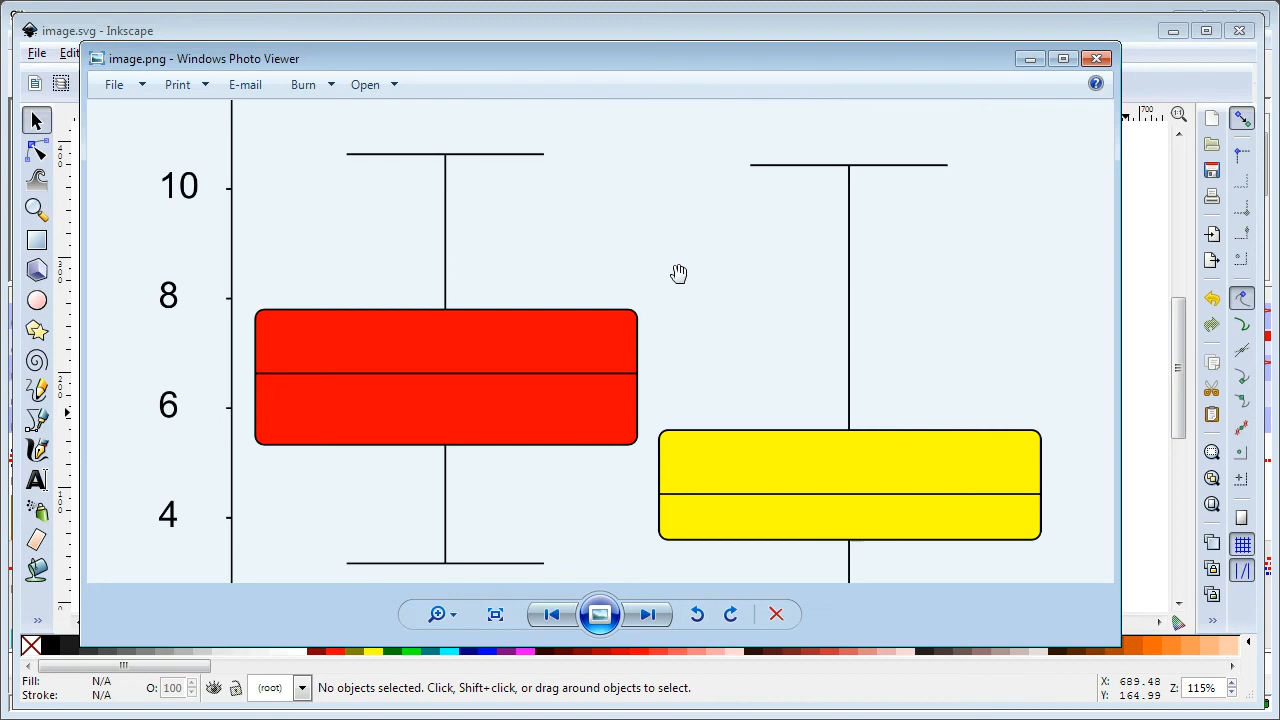 image.svg - Inkscape
File Edit
image.png - Windows Photo Viewer
File Print E-mail Burn Open
10
8
6
4
700
Fill: N/A
Stroke: N/A
O: 100
(root)
No objects selected. Click, Shift+click, or drag around objects to select.
X: 689.48
Y: 164.99
Z: 115%